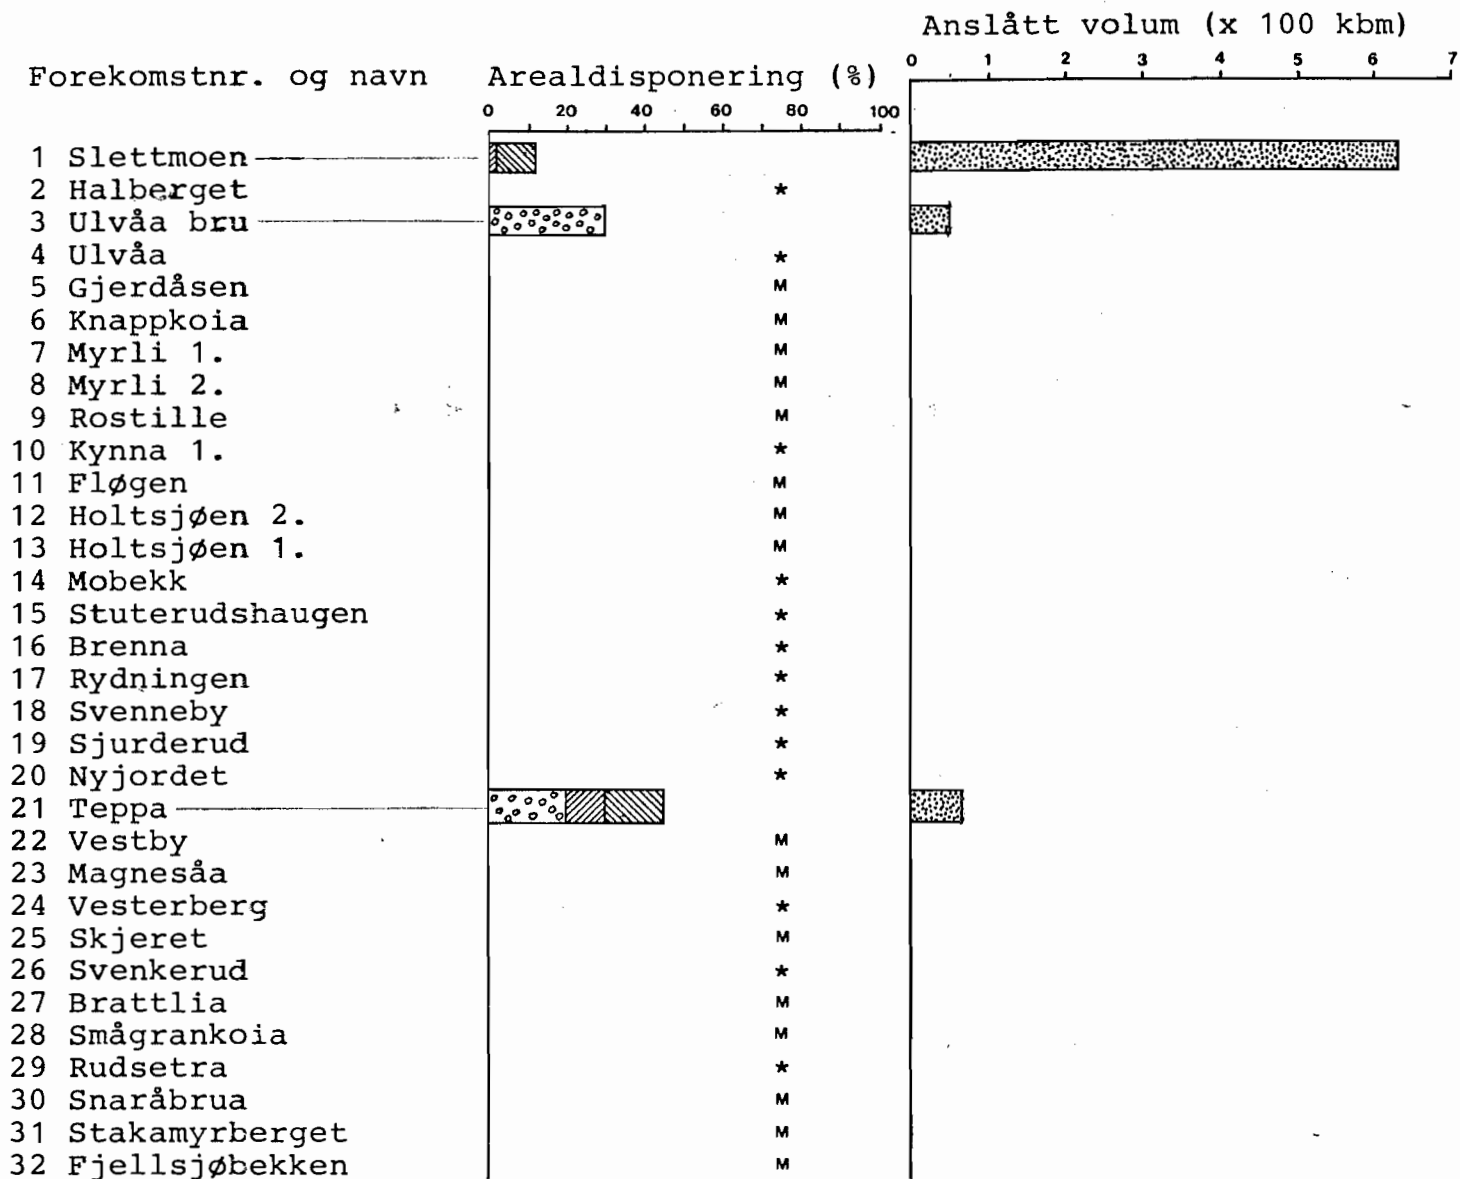 Anslått volum (x 100 kbm)
0 1 2 3 4 5 6 7
Forekomstnr. og navn Arealdisponering (%)
0 20 40 60 80 100
1 Slettmoen
2 Halberget *
3 Ulvåa bru
4 Ulvåa *
5 Gjerdåsen M
6 Knappkoia M
7 Myrli 1. M
8 Myrli 2. M
9 Rostille M
10 Kynna 1. *
11 Fløgen M
12 Holtsjøen 2. M
13 Holtsjøen 1. M
14 Mobekk *
15 Stuterudshaugen *
16 Brenna *
17 Rydningen *
18 Svenneby *
19 Sjurderud *
20 Nyjordet *
21 Teppa
22 Vestby M
23 Magnesåa M
24 Vesterberg *
25 Skjeret M
26 Svenkerud *
27 Brattlia M
28 Smågrankoia M
29 Rudsetra *
30 Snaråbrua M
31 Stakamyrberget M
32 Fjellsjøbekken M